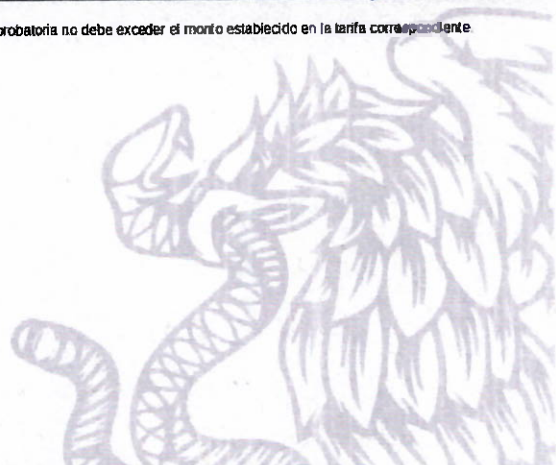 probatoria no debe exceder el monto establecido en la tarifa correspondiente